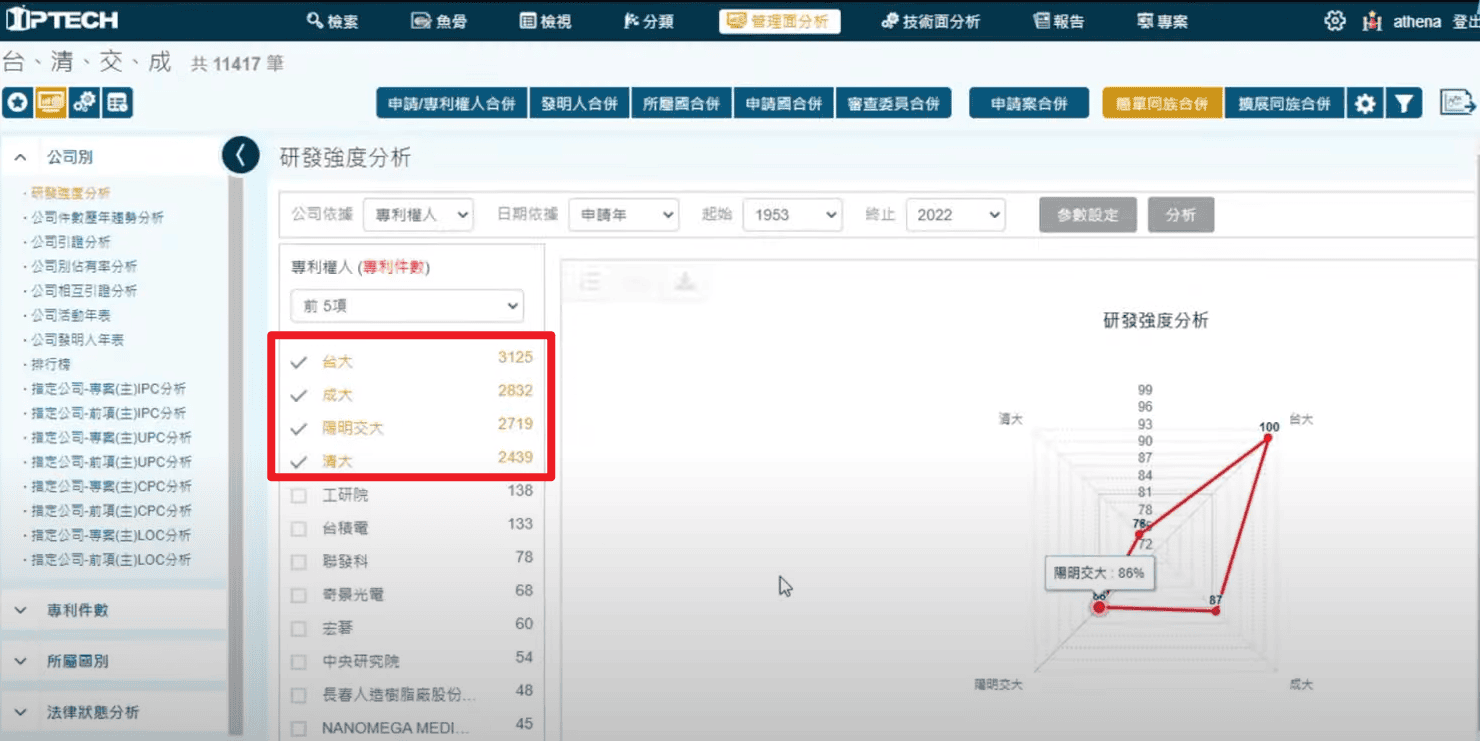 IPTECH 檢索 魚骨 檢視 分類 管理面分析 技術面分析 報告 專案 athena 登出
台、清、交、成 共 11417 筆
申請/專利權人合併 發明人合併 所屬國合併 申請國合併 審查委員合併 申請案合併 簡單同族合併 擴展同族合併
公司別
· 研發強度分析
· 公司件數歷年趨勢分析
· 公司引證分析
· 公司別佔有率分析
· 公司相互引證分析
· 公司活動年表
· 公司發明人年表
· 排行榜
· 指定公司-專案(主)IPC分析
· 指定公司-前項(主)IPC分析
· 指定公司-專案(主)UPC分析
· 指定公司-前項(主)UPC分析
· 指定公司-專案(主)CPC分析
· 指定公司-前項(主)CPC分析
· 指定公司-專案(主)LOC分析
· 指定公司-前項(主)LOC分析
專利件數
所屬國別
法律狀態分析
研發強度分析
公司依據 專利權人 日期依據 申請年 起始 1953 終止 2022 參數設定 分析
專利權人 (專利件數)
前 5項
台大 3125
成大 2832
陽明交大 2719
清大 2439
工研院 138
台積電 133
聯發科 78
奇景光電 68
宏碁 60
中央研究院 54
長春人造樹脂廠股份... 48
NANOMEGA MEDI... 45
研發強度分析
99
96
93
90
87
84
81
78
72
清大
台大
100
76
陽明交大 : 86%
87
陽明交大
成大